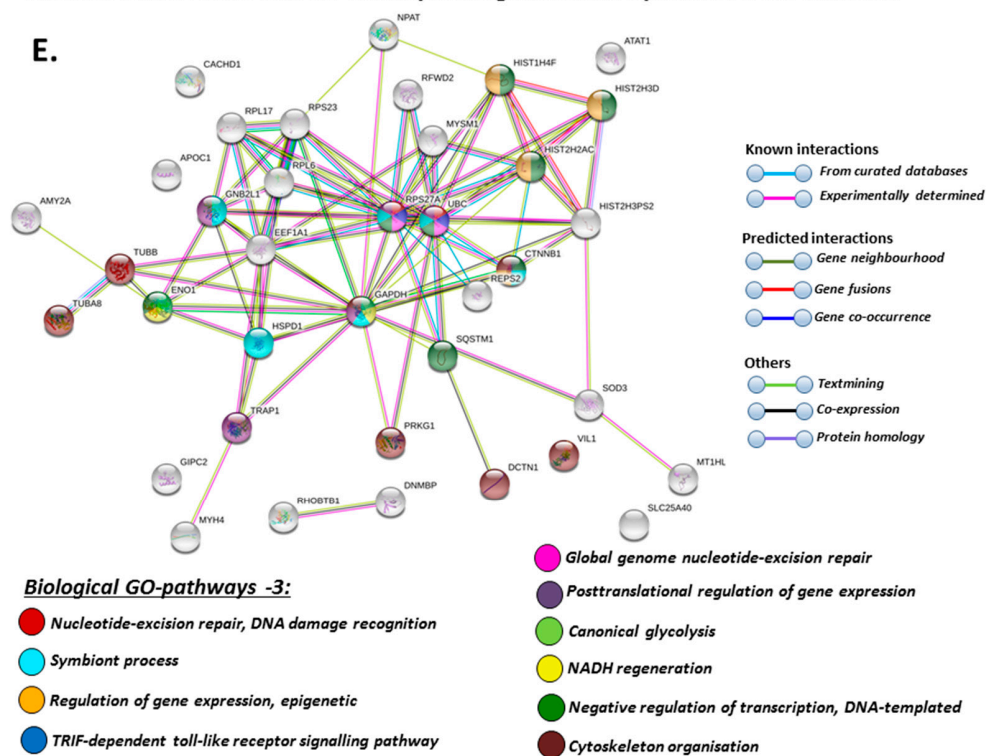 E.
NPAT
ATAT1
CACHD1
HIST1H4F
RFWD2
HIST2H3D
RPL17
RPS23
MYSM1
HIST2H2AC
APOC1
RPL6
GNB2L1
RPS27A
UBC
AMY2A
HIST2H3PS2
EEF1A1
TUBB
CTNNB1
REPS2
ENO1
GAPDH
TUBA8
HSPD1
SQSTM1
SOD3
TRAP1
PRKG1
VIL1
GIPC2
DCTN1
MT1HL
DNMBP
RHOBTB1
SLC25A40
MYH4
Known interactions
From curated databases
Experimentally determined
Predicted interactions
Gene neighbourhood
Gene fusions
Gene co-occurrence
Others
Textmining
Co-expression
Protein homology
Biological GO-pathways -3:
Nucleotide-excision repair, DNA damage recognition
Symbiont process
Regulation of gene expression, epigenetic
TRIF-dependent toll-like receptor signalling pathway
Global genome nucleotide-excision repair
Posttranslational regulation of gene expression
Canonical glycolysis
NADH regeneration
Negative regulation of transcription, DNA-templated
Cytoskeleton organisation